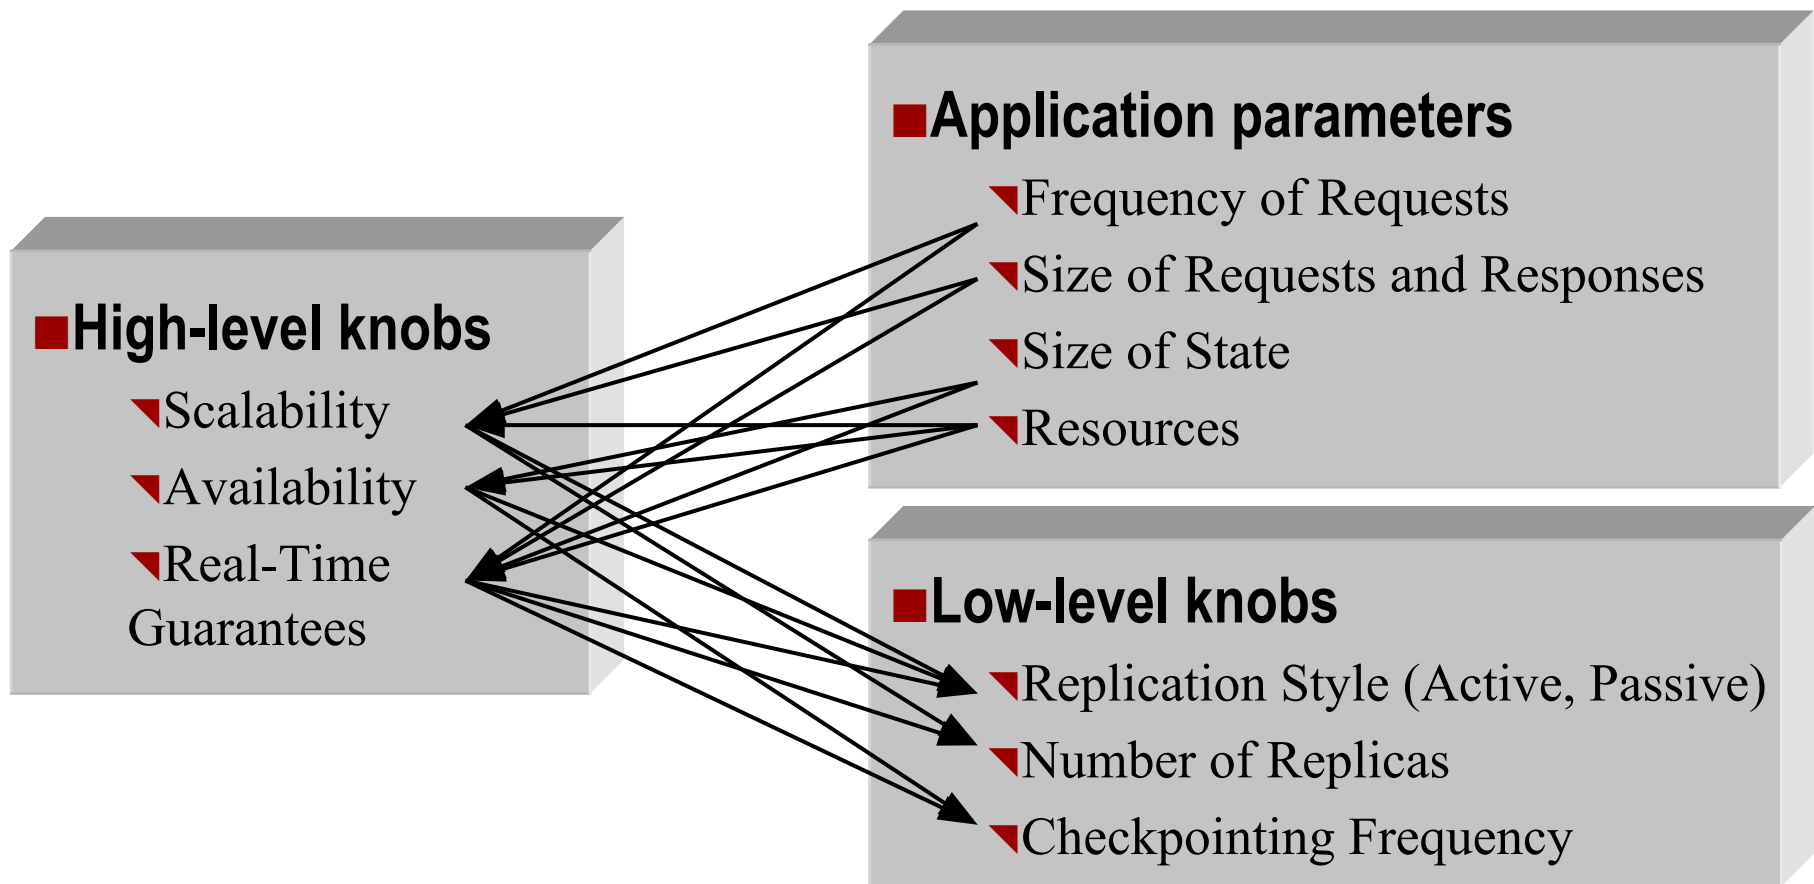 High-level knobs
Scalability
Availability
Real-Time
Guarantees
Application parameters
Frequency of Requests
Size of Requests and Responses
Size of State
Resources
Low-level knobs
Replication Style (Active, Passive)
Number of Replicas
Checkpointing Frequency